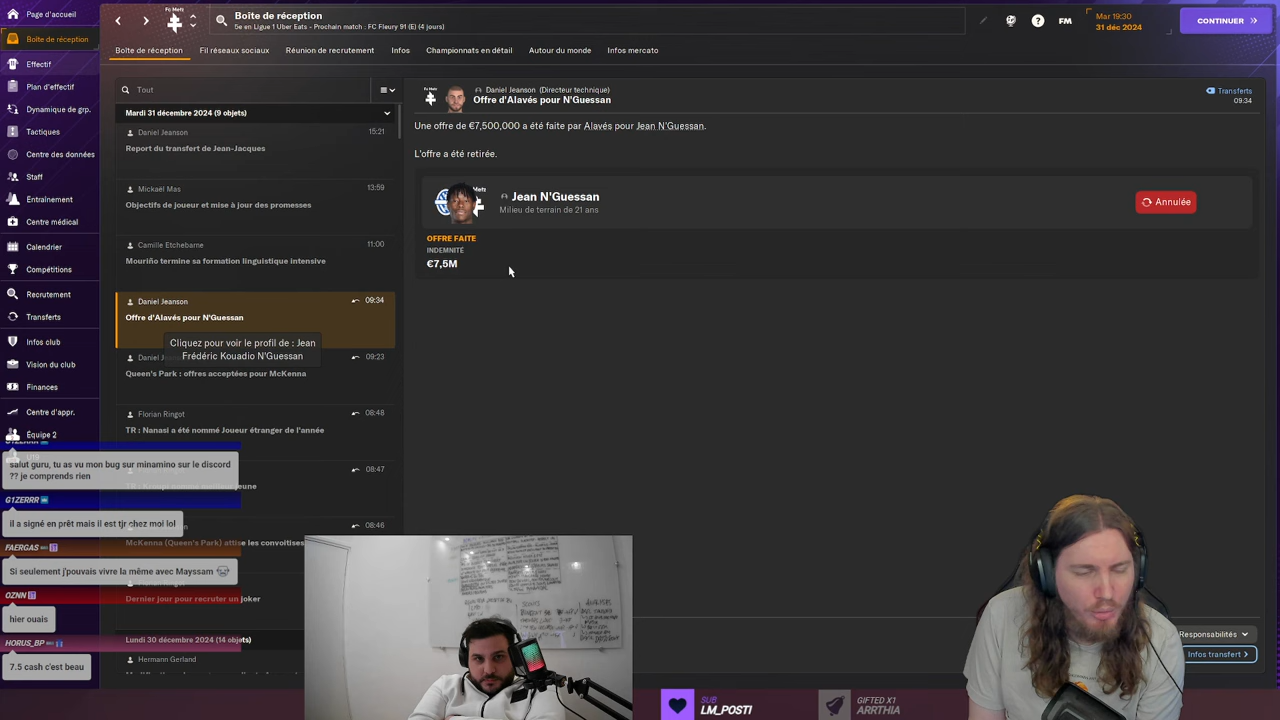 Page d'accueil
Boîte de réception
Effectif
Plan d'effectif
Dynamique de grp.
Tactiques
Centre des données
Staff
Entraînement
Centre médical
Calendrier
Compétitions
Recrutement
Transferts
Infos club
Vision du club
Finances
Centre d'appr.
Équipe 2
U19
Fc Metz
Boîte de réception
5e en Ligne 1 Uber Eats - Prochain match : FC Fleury 91 (E) (4 jours)
FM
Mar 19:30
31 déc 2024
CONTINUER
Boîte de réception
Fil réseaux sociaux
Réunion de recrutement
Infos
Championnats en détail
Autour du monde
Infos mercato
Tout
Mardi 31 décembre 2024 (9 objets)
Daniel Jeanson 15:21
Report du transfert de Jean-Jacques
Mickaël Mas 13:59
Objectifs de joueur et mise à jour des promesses
Camille Etchebarne 11:00
Mouriño termine sa formation linguistique intensive
Daniel Jeanson 09:34
Offre d'Alavés pour N'Guessan
Cliquez pour voir le profil de : Jean
Frédéric Kouadio N'Guessan
Daniel 09:23
Queen's Park : offres acceptées pour McKenna
Florian Ringot 08:48
TR : Nanasi a été nommé Joueur étranger de l'année
08:47
jeune
08:46
McKenna (Queen's Park) attise les convoitises
Dernier jour pour recruter un joker
Lundi 30 décembre 2024 (14 objets)
Hermann Gerland
Daniel Jeanson (Directeur technique)
Offre d'Alavés pour N'Guessan
Transferts
09:34
Une offre de €7,500,000 a été faite par Alavés pour Jean N'Guessan.
L'offre a été retirée.
Jean N'Guessan
Milieu de terrain de 21 ans
Annulée
OFFRE FAITE
INDEMNITÉ
€7,5M
Responsabilités
Infos transfert
G1ZERRR
salut guru, tu as vu mon bug sur minamino sur le discord
?? je comprends rien
G1ZERRR
il a signé en prêt mais il est tjr chez moi lol
FAERGAS
Si seulement j'pouvais vivre la même avec Mayssam
OZNN
hier ouais
HORUS_BP
7.5 cash c'est beau
SUB
LM_POSTI
GIFTED X1
ARRTHIA